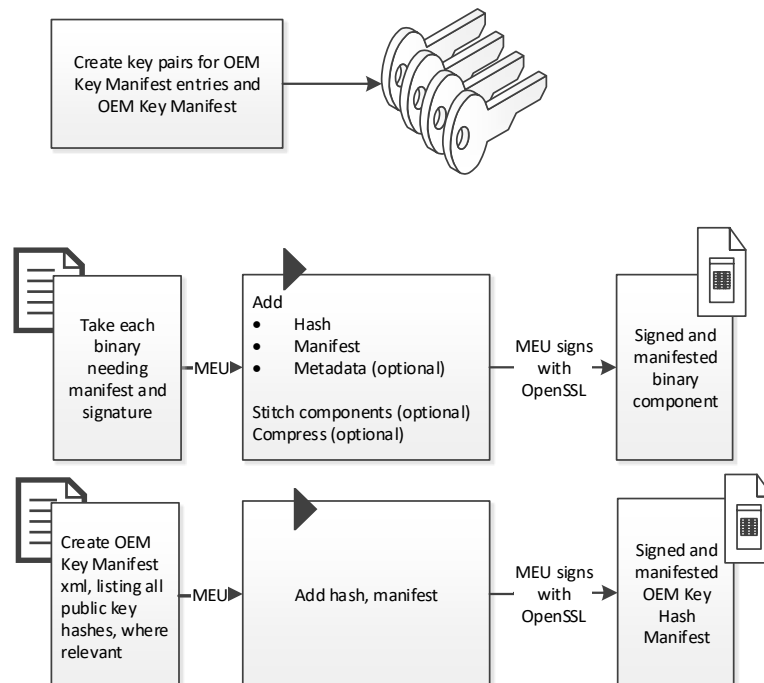 Create key pairs for OEM
Key Manifest entries and
OEM Key Manifest
Take each
binary
needing
manifest and
signature
MEU
Add
• Hash
• Manifest
• Metadata (optional)
Stitch components (optional)
Compress (optional)
MEU signs
with
OpenSSL
Signed and
manifested
binary
component
Create OEM
Key Manifest
xml, listing all
public key
hashes, where
relevant
MEU
Add hash, manifest
MEU signs
with
OpenSSL
Signed and
manifested
OEM Key
Hash
Manifest